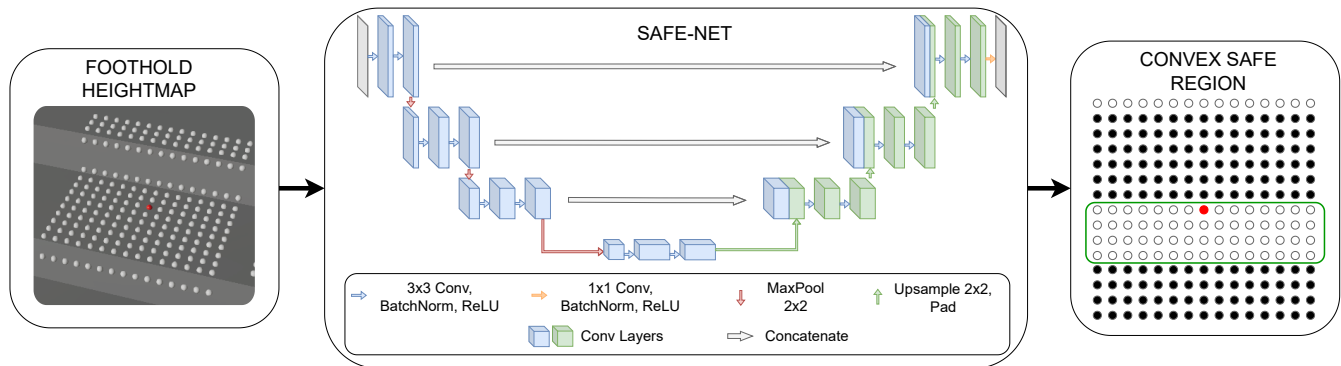 FOOTHOLD
HEIGHTMAP
SAFE-NET
3x3 Conv,
BatchNorm, ReLU
1x1 Conv,
BatchNorm, ReLU
MaxPool
2x2
Upsample 2x2,
Pad
Conv Layers
Concatenate
CONVEX SAFE
REGION